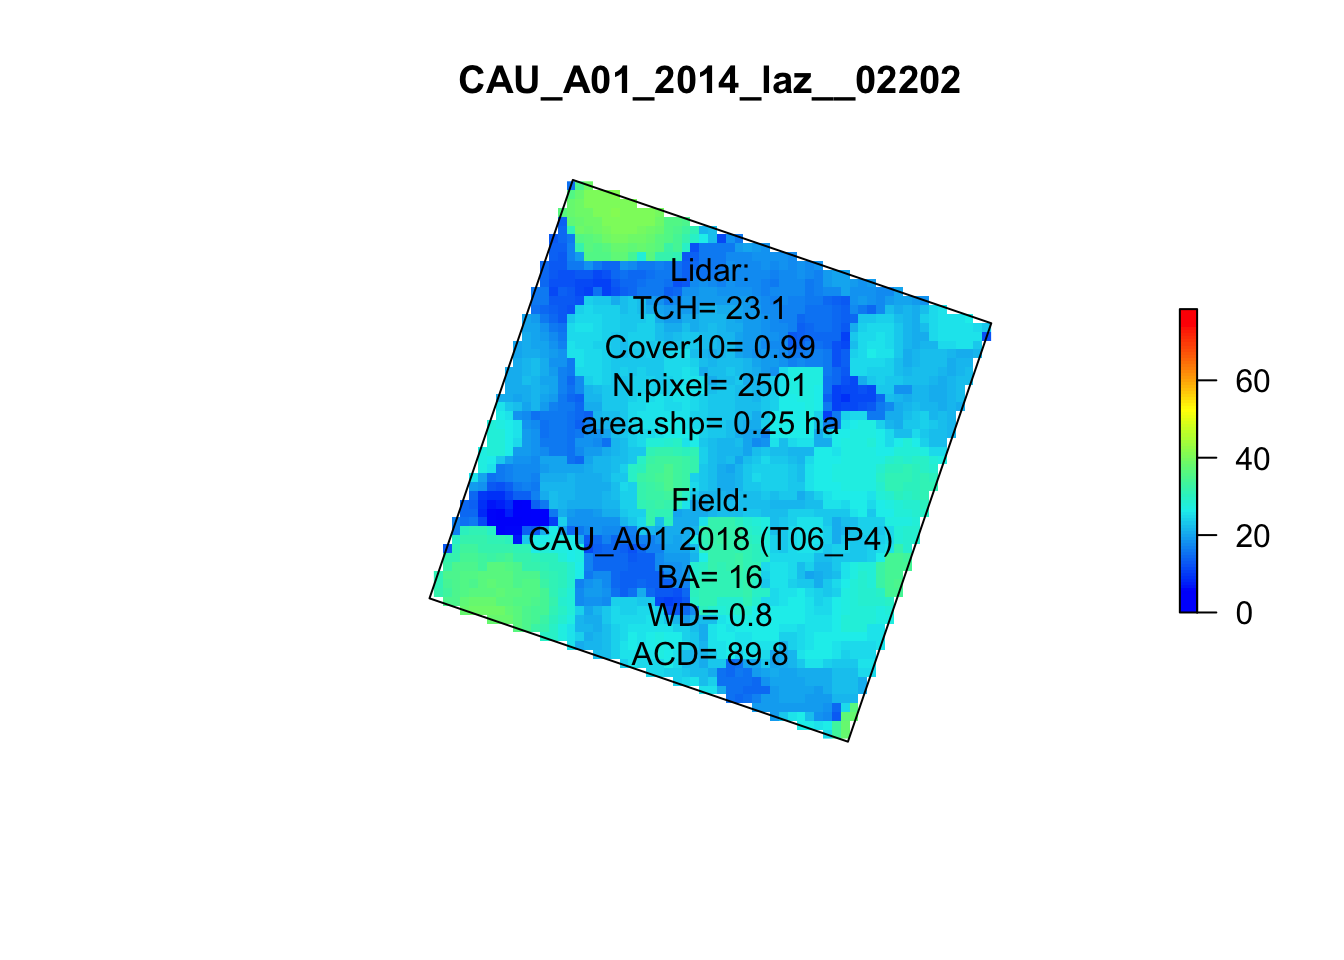 CAU_A01_2014_laz__02202
Lidar:
TCH= 23.1
Cover10= 0.99
N.pixel= 2501
area.shp= 0.25 ha
Field:
CAU_A01 2018 (T06_P4)
BA= 16
WD= 0.8
ACD= 89.8
60
40
20
0